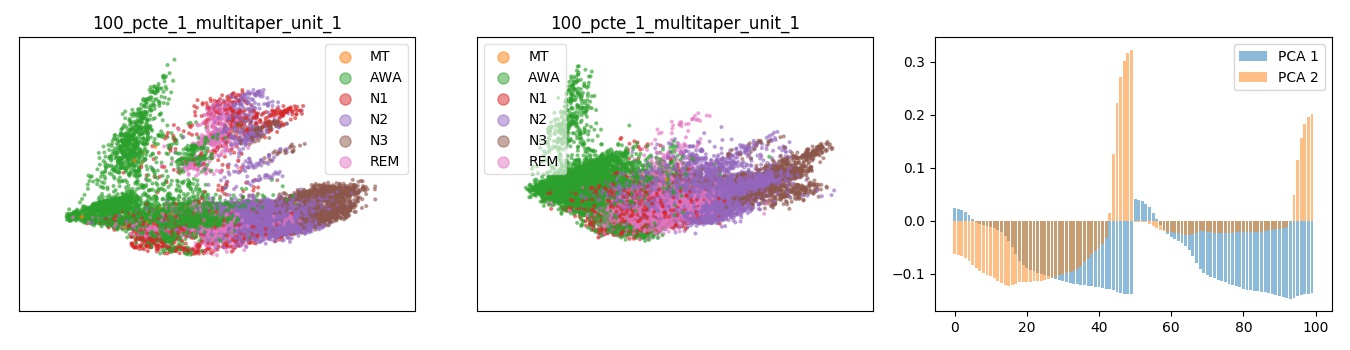 100_pcte_1_multitaper_unit_1
MT
AWA
N1
N2
N3
REM
100_pcte_1_multitaper_unit_1
MT
AWA
N1
N2
N3
REM
PCA 1
PCA 2
0.3
0.2
0.1
0.0
−0.1
0
20
40
60
80
100